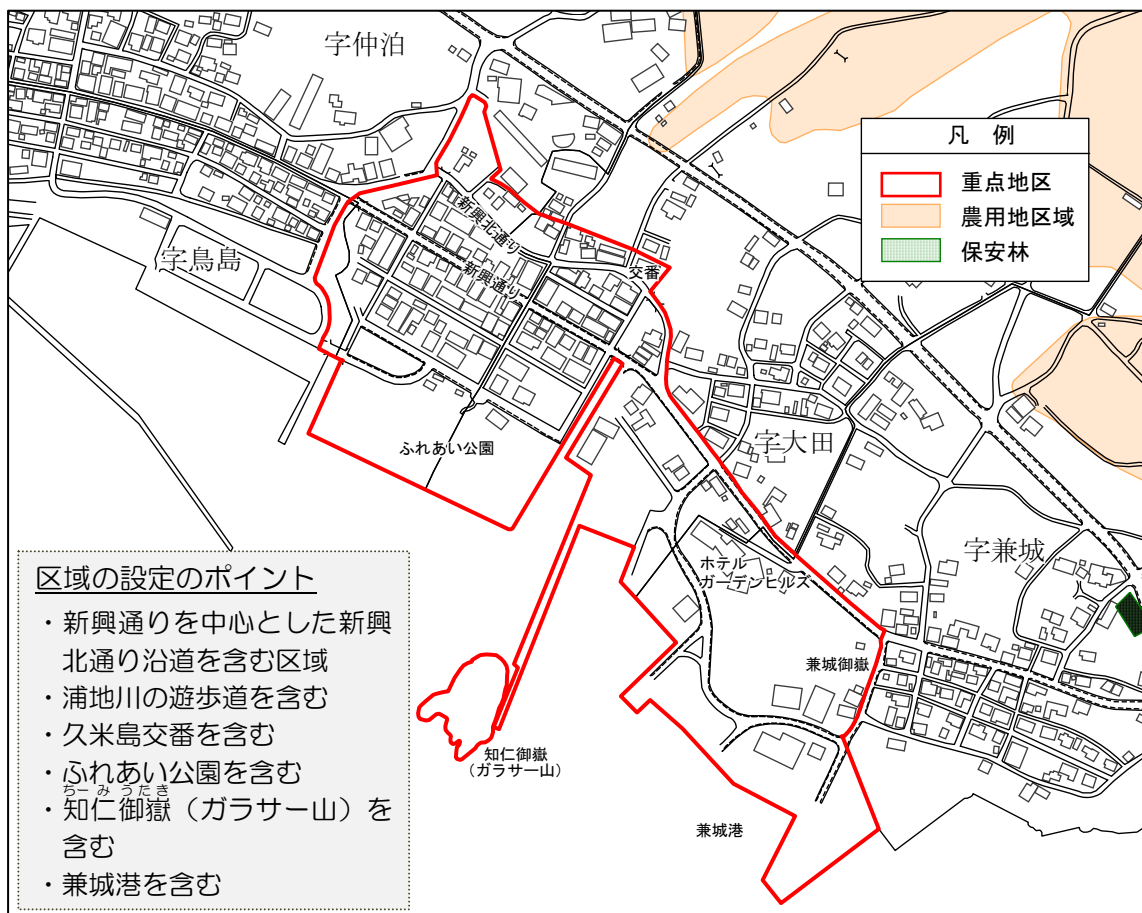 字仲泊
凡 例
重点地区
農用地区域
保安林
新興北通り
新興通り
交番
字鳥島
ふれあい公園
字大田
字兼城
ホテル
ガーデンヒルズ
兼城御嶽
知仁御嶽
（ガラサー山）
兼城港
区域の設定のポイント
・新興通りを中心とした新興
北通り沿道を含む区域
・浦地川の遊歩道を含む
・久米島交番を含む
・ふれあい公園を含む
ちーみうたき
・知仁御嶽（ガラサー山）を
含む
・兼城港を含む